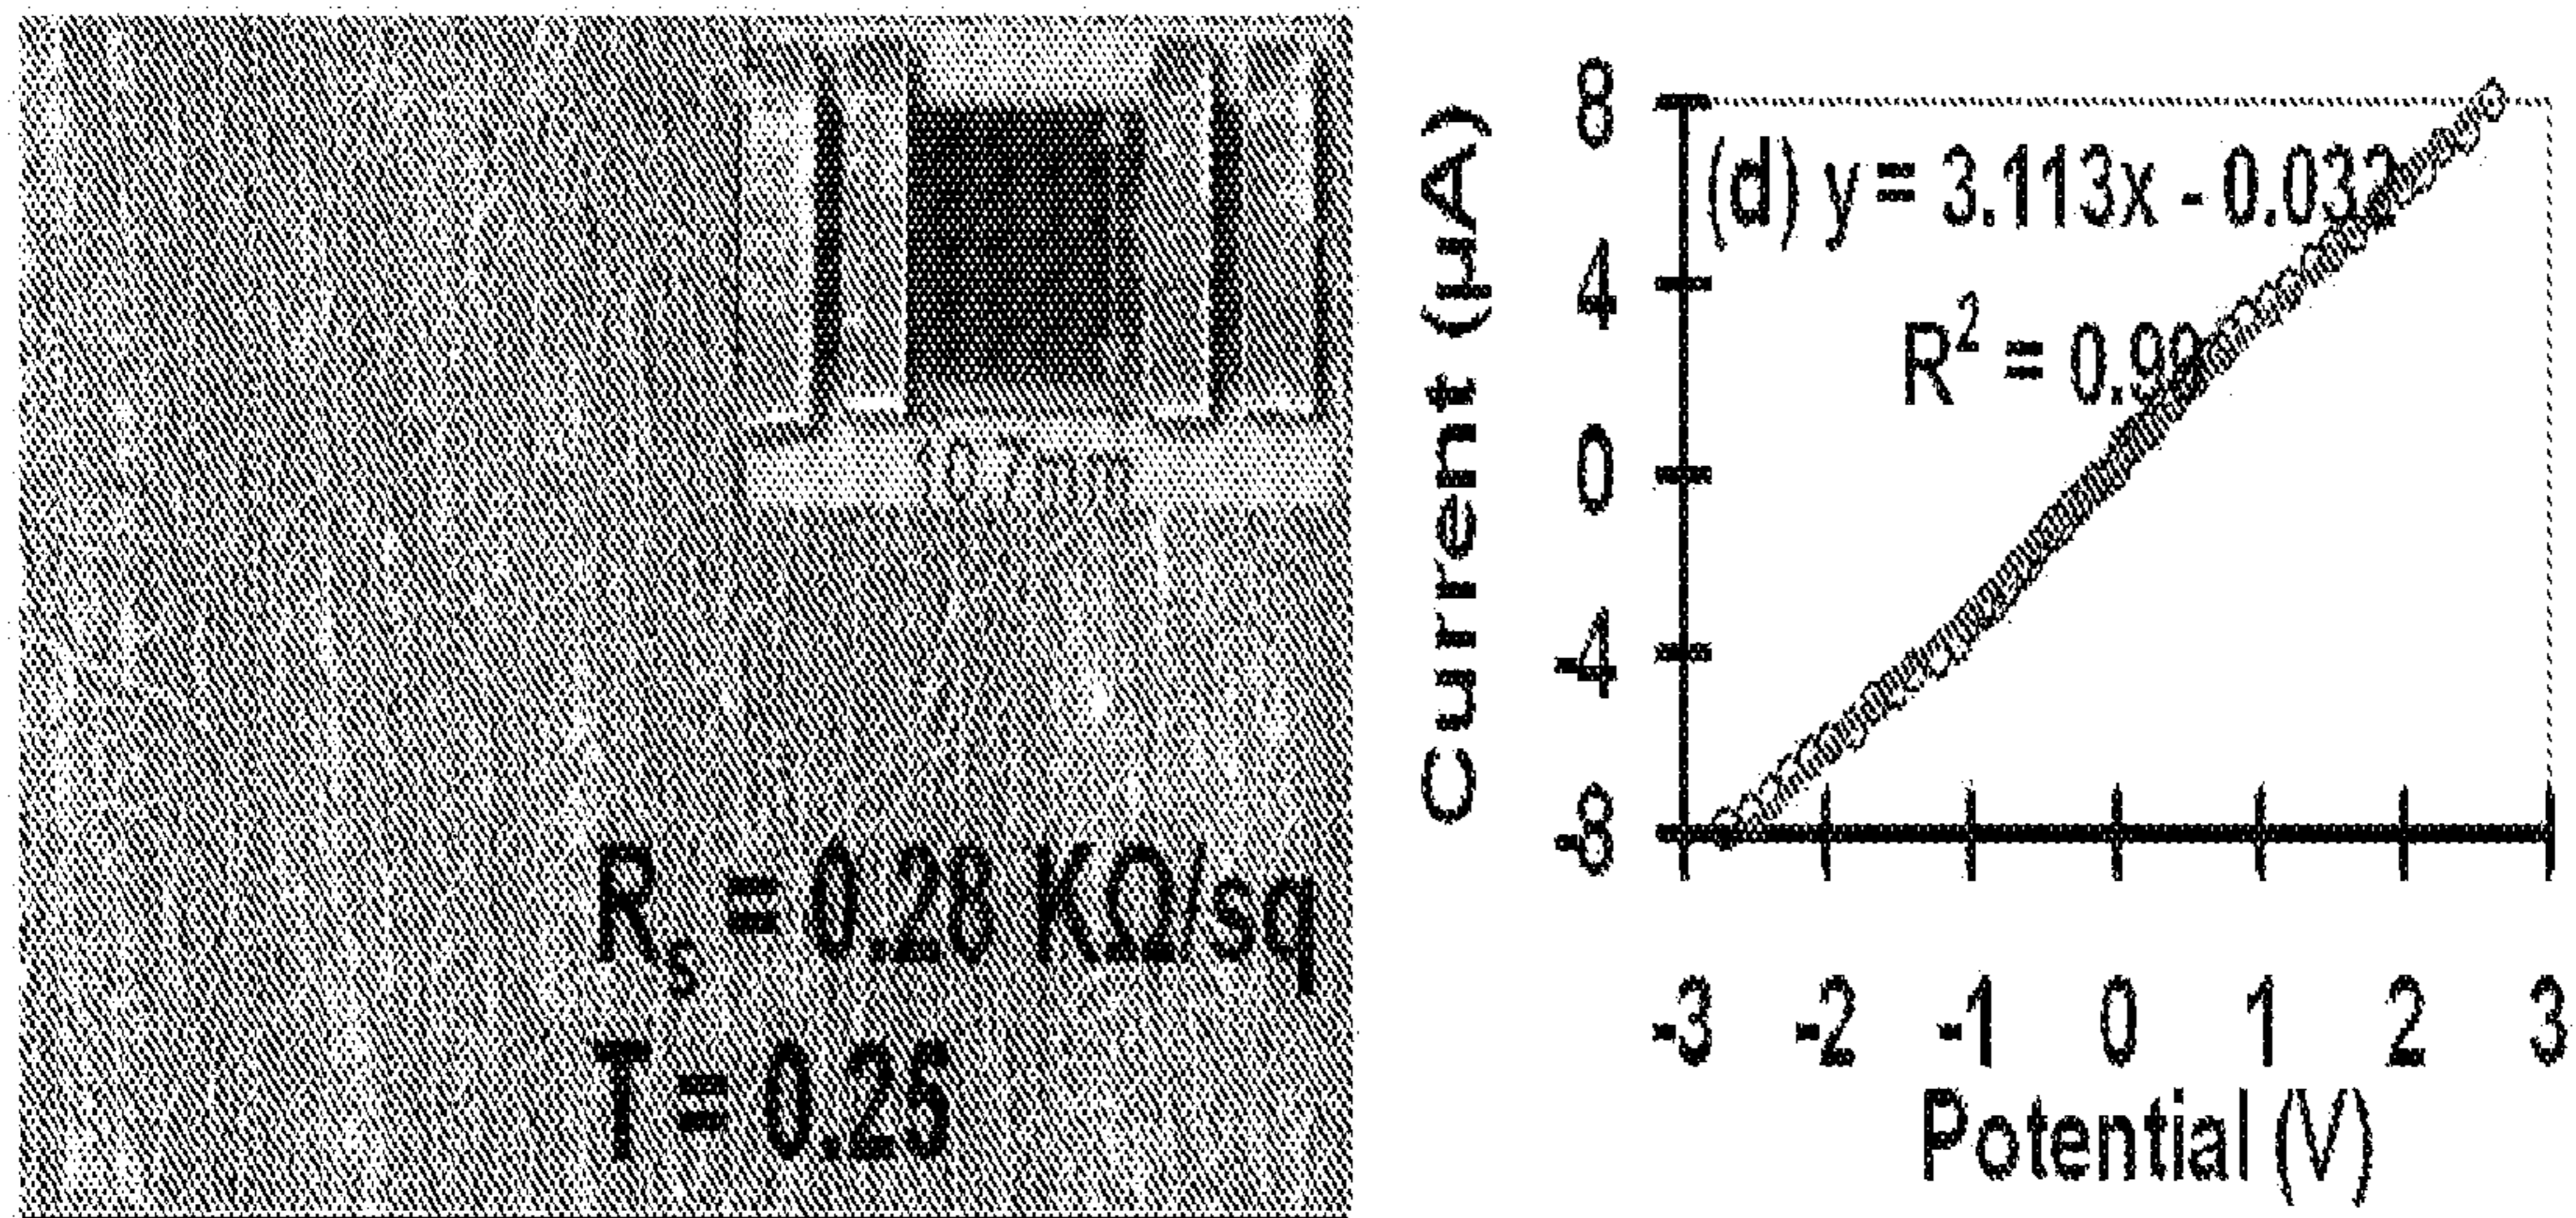 R_s = 0.28 KΩ/sq
T = 0.25
Current (µA)
8
4
0
-4
-8
(d) y = 3.113x - 0.032
R² = 0.99
-3 -2 -1 0 1 2 3
Potential (V)